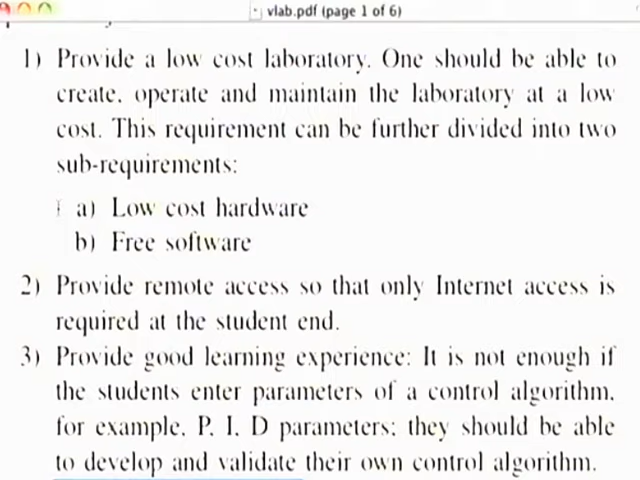 vlab.pdf (page 1 of 6)
1) Provide a low cost laboratory. One should be able to
create, operate and maintain the laboratory at a low
cost. This requirement can be further divided into two
sub-requirements:
a) Low cost hardware
b) Free software
2) Provide remote access so that only Internet access is
required at the student end.
3) Provide good learning experience: It is not enough if
the students enter parameters of a control algorithm,
for example, P, I, D parameters; they should be able
to develop and validate their own control algorithm.